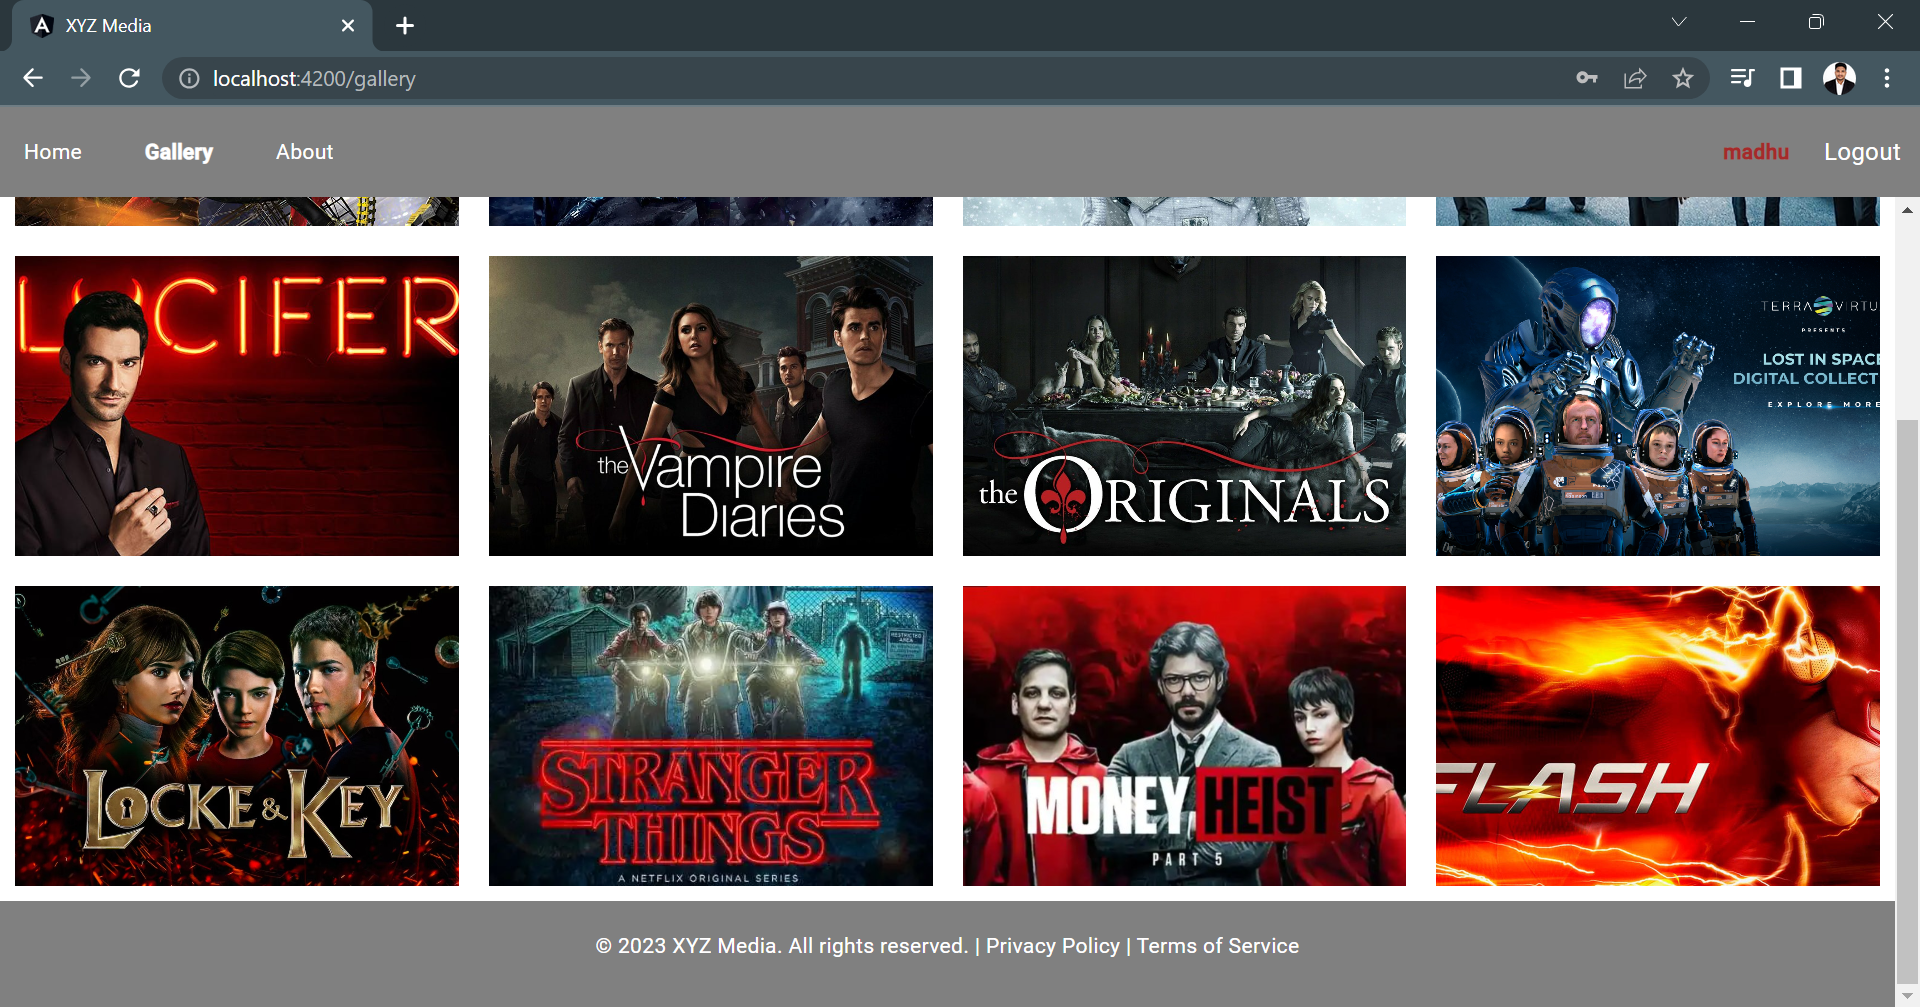 XYZ Media
localhost:4200/gallery
Home
Gallery
About
madhu
Logout
LUCIFER
the Vampire
Diaries
the ORIGINALS
TERRA VIRTU
PRESENTS
LOST IN SPACE
DIGITAL COLLECT
EXPLORE MORE
LOCKE & KEY
RESTRICTED
AREA
STRANGER
THINGS
A NETFLIX ORIGINAL SERIES
MONEY HEIST
PART 5
FLASH
© 2023 XYZ Media. All rights reserved. | Privacy Policy | Terms of Service